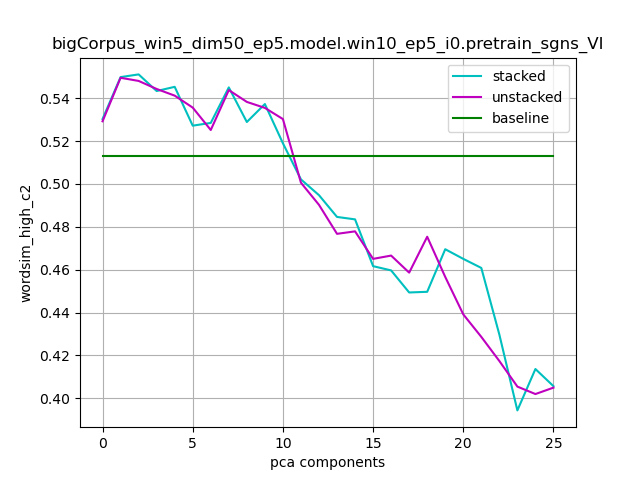 bigCorpus_win5_dim50_ep5.model.win10_ep5_i0.pretrain_sgns_VI
stacked
unstacked
baseline
wordsim_high_c2
0.54
0.52
0.50
0.48
0.46
0.44
0.42
0.40
0 5 10 15 20 25
pca components